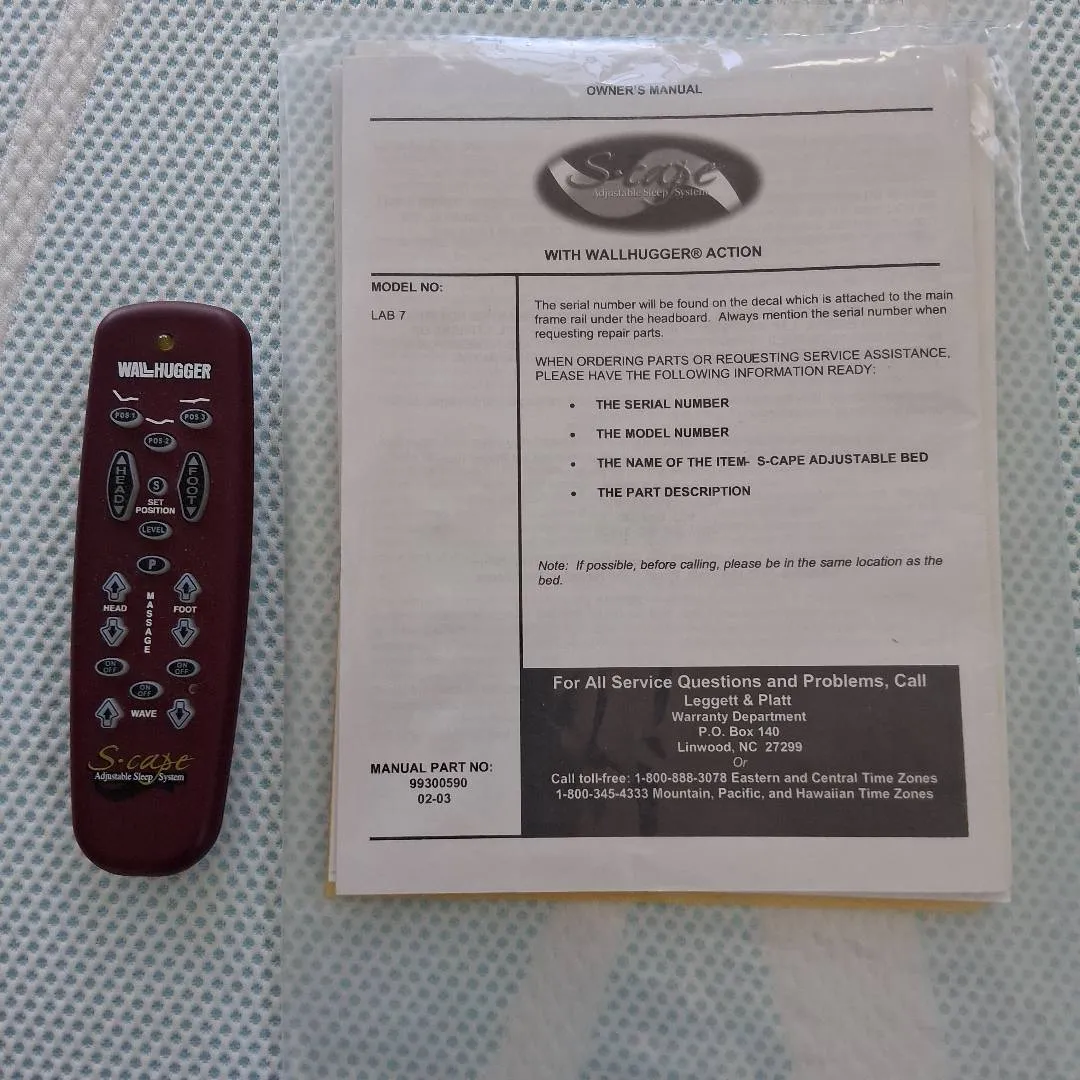 WALLHUGGER
POS 1
POS 3
POS 2
HEAD
FOOT
S
SET
POSITION
LEVEL
P
HEAD
MASSAGE
FOOT
ON
OFF
ON
OFF
ON
OFF
WAVE
S·cape
Adjustable Sleep System
OWNER'S MANUAL
S·cape
Adjustable Sleep System
WITH WALLHUGGER® ACTION
MODEL NO:
LAB 7
The serial number will be found on the decal which is attached to the main
frame rail under the headboard. Always mention the serial number when
requesting repair parts.
WHEN ORDERING PARTS OR REQUESTING SERVICE ASSISTANCE,
PLEASE HAVE THE FOLLOWING INFORMATION READY:
• THE SERIAL NUMBER
• THE MODEL NUMBER
• THE NAME OF THE ITEM- S-CAPE ADJUSTABLE BED
• THE PART DESCRIPTION
Note: If possible, before calling, please be in the same location as the
bed.
For All Service Questions and Problems, Call
Leggett & Platt
Warranty Department
P.O. Box 140
Linwood, NC 27299
Or
Call toll-free: 1-800-888-3078 Eastern and Central Time Zones
1-800-345-4333 Mountain, Pacific, and Hawaiian Time Zones
MANUAL PART NO:
99300590
02-03